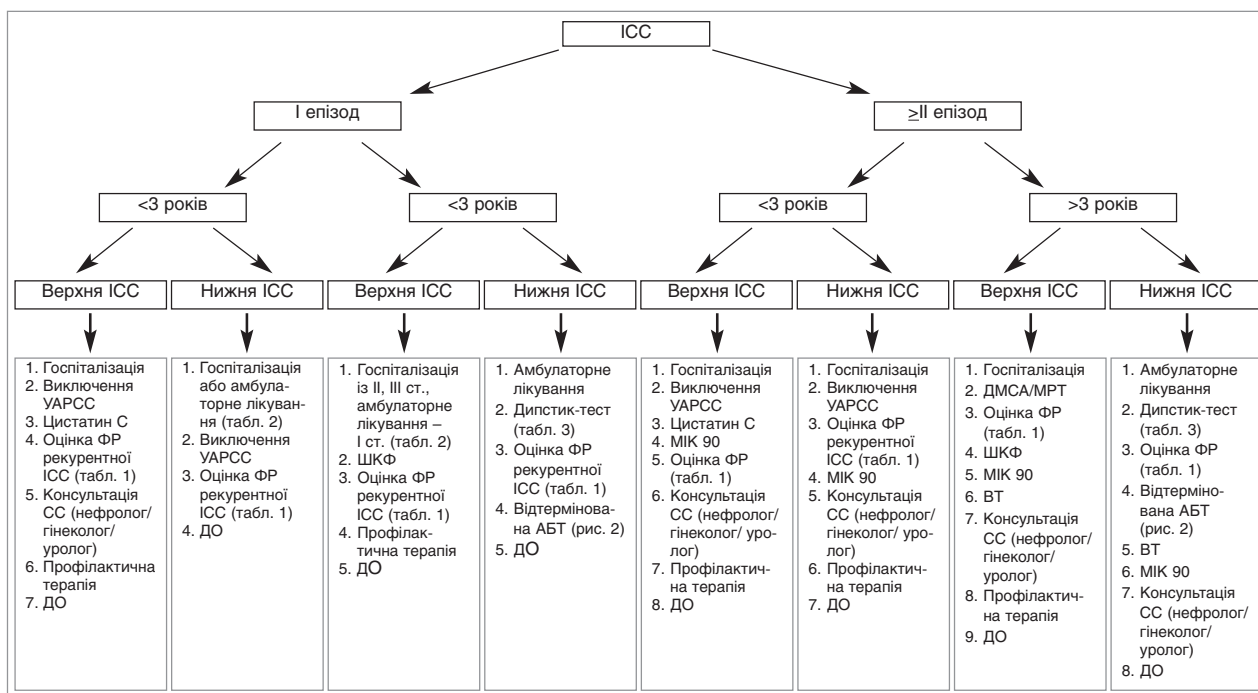 ІСС
І епізод
≥ІІ епізод
<3 років
<3 років
<3 років
>3 років
Верхня ІСС
Нижня ІСС
Верхня ІСС
Нижня ІСС
Верхня ІСС
Нижня ІСС
Верхня ІСС
Нижня ІСС
1. Госпіталізація
2. Виключення
УАРСС
3. Цистатин С
4. Оцінка ФР
рекурентної
ІСС (табл. 1)
5. Консультація
СС (нефролог/
гінеколог/
уролог)
6. Профілактична
терапія
7. ДО
1. Госпіталізація
або амбула-
торне лікуван-
ня (табл. 2)
2. Виключення
УАРСС
3. Оцінка ФР
рекурентної
ІСС (табл. 1)
4. ДО
1. Госпіталізація
із ІІ, ІІІ ст.,
амбулаторне
лікування –
І ст. (табл. 2)
2. ШКФ
3. Оцінка ФР
рекурентної
ІСС (табл. 1)
4. Профілак-
тична терапія
5. ДО
1. Амбулаторне
лікування
2. Дипстик-тест
(табл. 3)
3. Оцінка ФР
рекурентної
ІСС (табл. 1)
4. Відтермінова-
на АБТ (рис. 2)
5. ДО
1. Госпіталізація
2. Виключення
УАРСС
3. Цистатин С
4. МІК 90
5. Оцінка ФР
(табл. 1)
6. Консультація
СС (нефролог/
гінеколог/ уро-
лог)
7. Профілактич-
на терапія
8. ДО
1. Госпіталізація
2. Виключення
УАРСС
3. Оцінка ФР
рекурентної
ІСС (табл. 1)
4. МІК 90
5. Консультація
СС (нефролог/
гінеколог/ уро-
лог)
6. Профілактич-
на терапія
7. ДО
1. Госпіталізація
2. ДМСА/МРТ
3. Оцінка ФР
(табл. 1)
4. ШКФ
5. МІК 90
6. ВТ
7. Консультація
СС (нефролог/
гінеколог/
уролог)
8. Профілактич-
на терапія
9. ДО
1. Амбулаторне
лікування
2. Дипстик-тест
(табл. 3)
3. Оцінка ФР
(табл. 1)
4. Відтерміно-
вана АБТ
(рис. 2)
5. ВТ
6. МІК 90
7. Консультація
СС (нефролог/
гінеколог/
уролог)
8. ДО